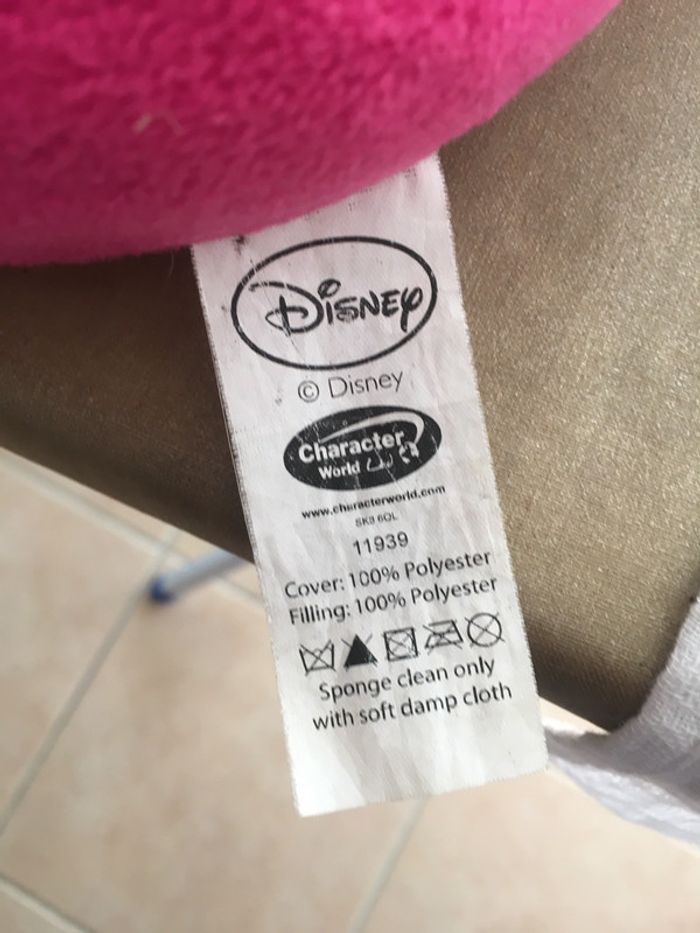 Disney
© Disney
Character
World
www.characterworld.com
SK3 6QL
11939
Cover: 100% Polyester
Filling: 100% Polyester
Sponge clean only
with soft damp cloth